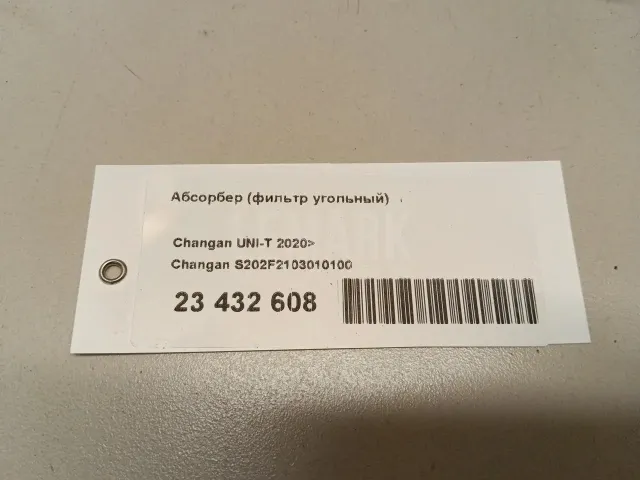 Абсорбер (фильтр угольный)
Changan UNI-T 2020>
Changan S202F2103010100
23 432 608